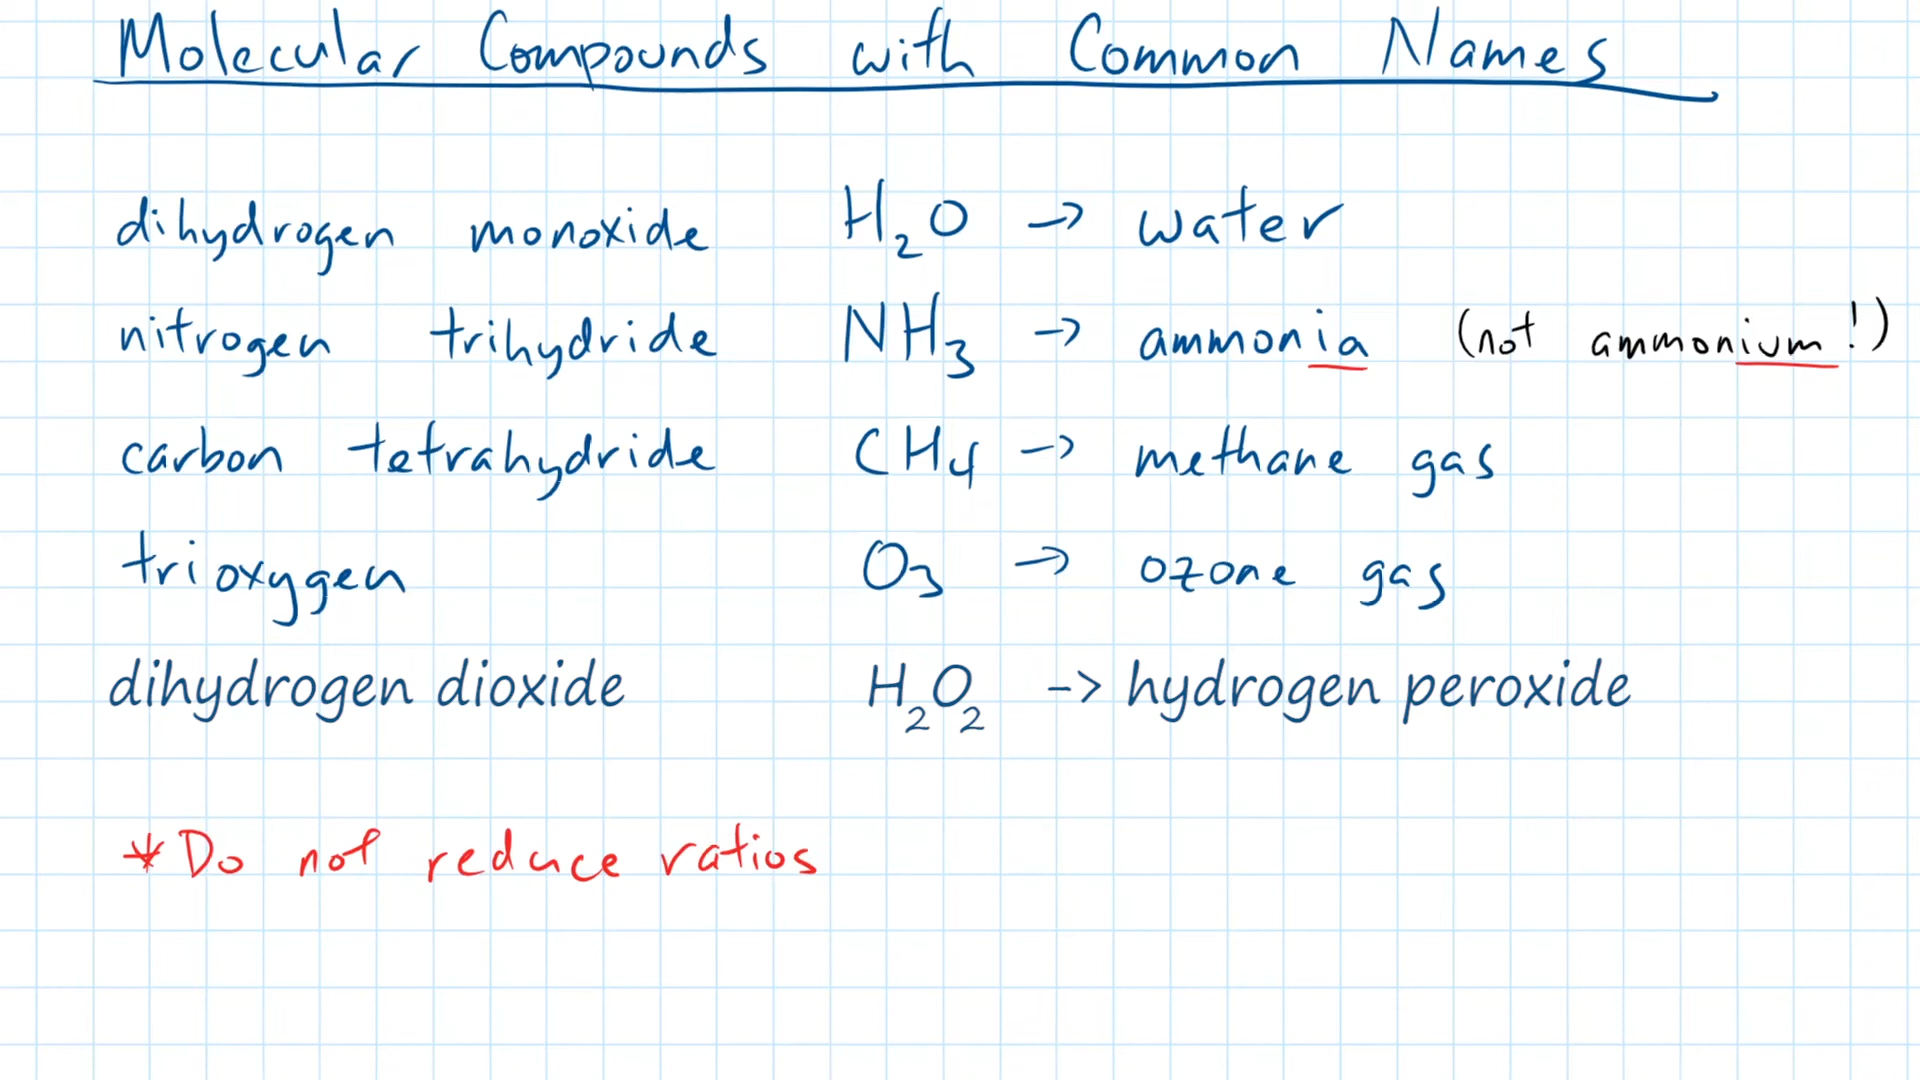 Molecular Compounds with Common Names
dihydrogen monoxide H₂O → water
nitrogen trihydride NH₃ → ammonia (not ammonium!)
carbon tetrahydride CH₄ → methane gas
trioxygen O₃ → ozone gas
dihydrogen dioxide H₂O₂ -> hydrogen peroxide
* Do not reduce ratios